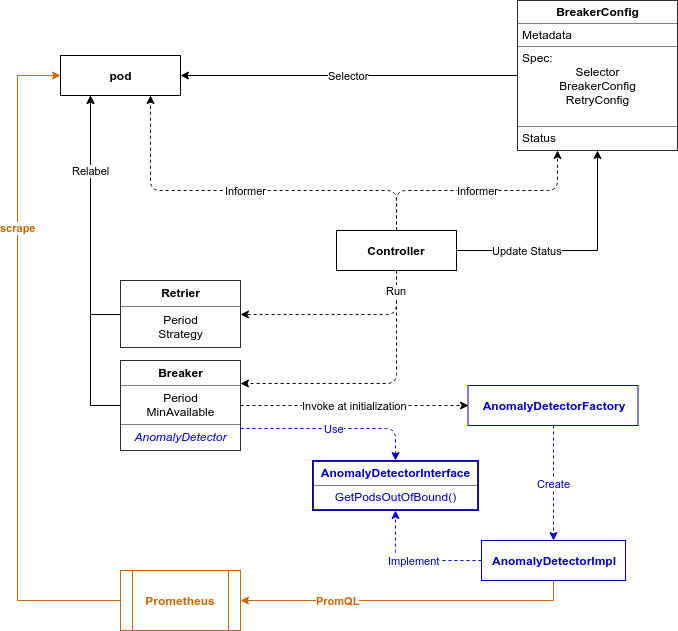 BreakerConfig
Metadata
Spec:
Selector
BreakerConfig
RetryConfig
Status
pod
Selector
Relabel
Informer
Informer
scrape
Controller
Update Status
Run
Retrier
Period
Strategy
Breaker
Period
MinAvailable
AnomalyDetector
Invoke at initialization
AnomalyDetectorFactory
Use
AnomalyDetectorInterface
GetPodsOutOfBound()
Create
Implement
AnomalyDetectorImpl
Prometheus
PromQL